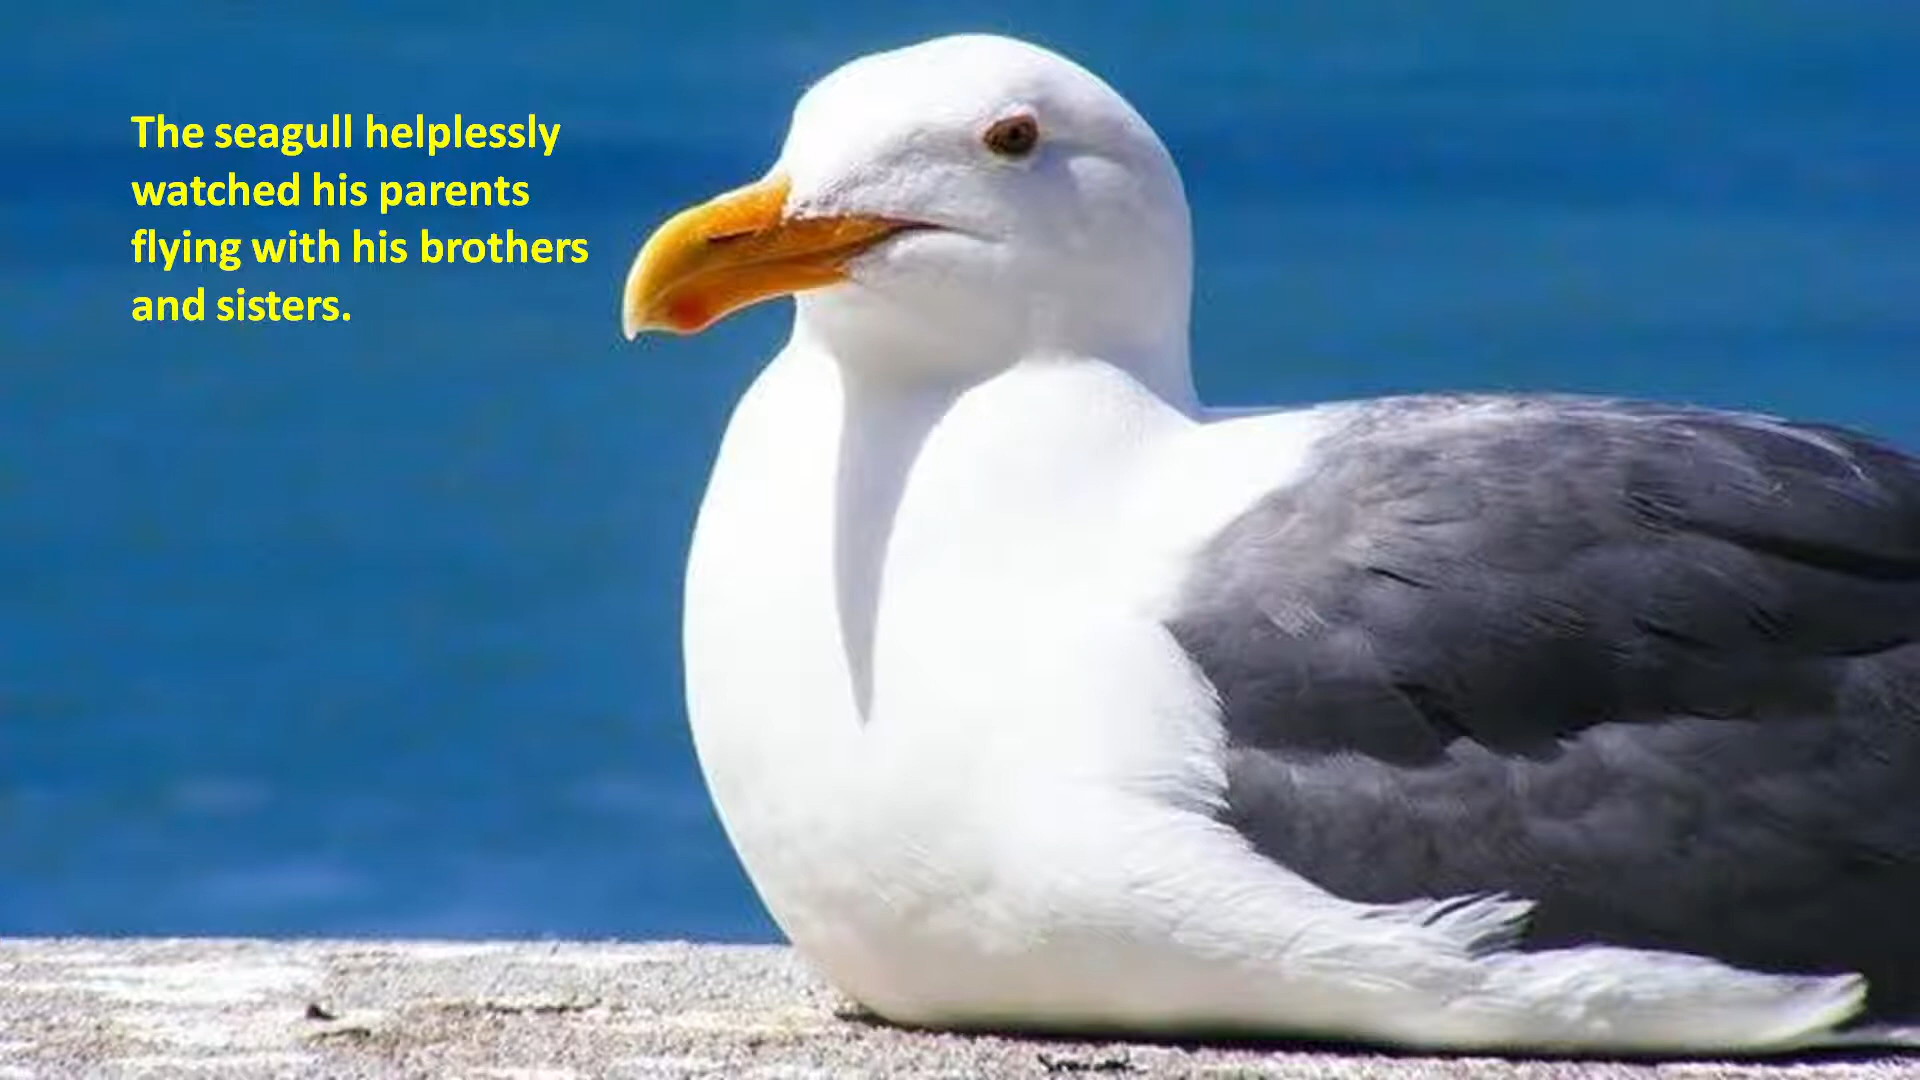 The seagull helplessly
watched his parents
flying with his brothers
and sisters.